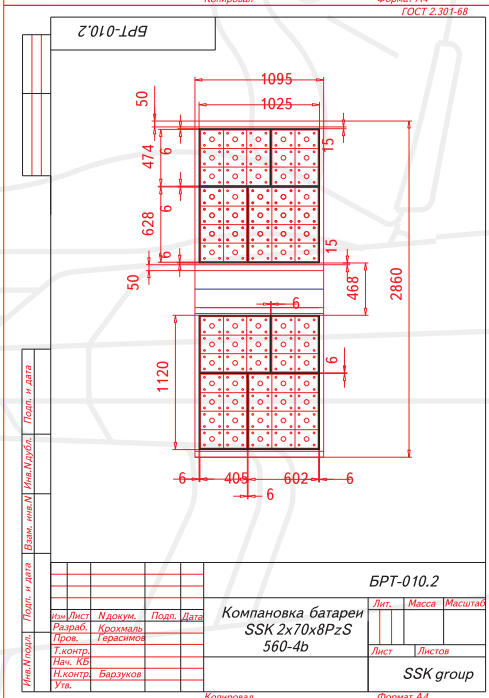 Копировал Формат А4
ГОСТ 2.301-68
БРТ-010.2
1095
1025
50
474
6
15
6
628
6
15
50
468
2860
6
1120
6
6
405
602
6
6
Подп. и дата
Инв.N дубл.
Взам. инв.N
Подп. и дата
Инв.N подл.
БРТ-010.2
Изм Лист N докум. Подп. Дата
Разраб. Крохмаль
Пров. Герасимов
Т.контр.
Нач. КБ
Н.контр. Барзуков
Утв.
Компановка батареи
SSK 2x70x8PzS
560-4b
Лит. Масса Масштаб
Лист Листов
SSK group
Копировал Формат А4